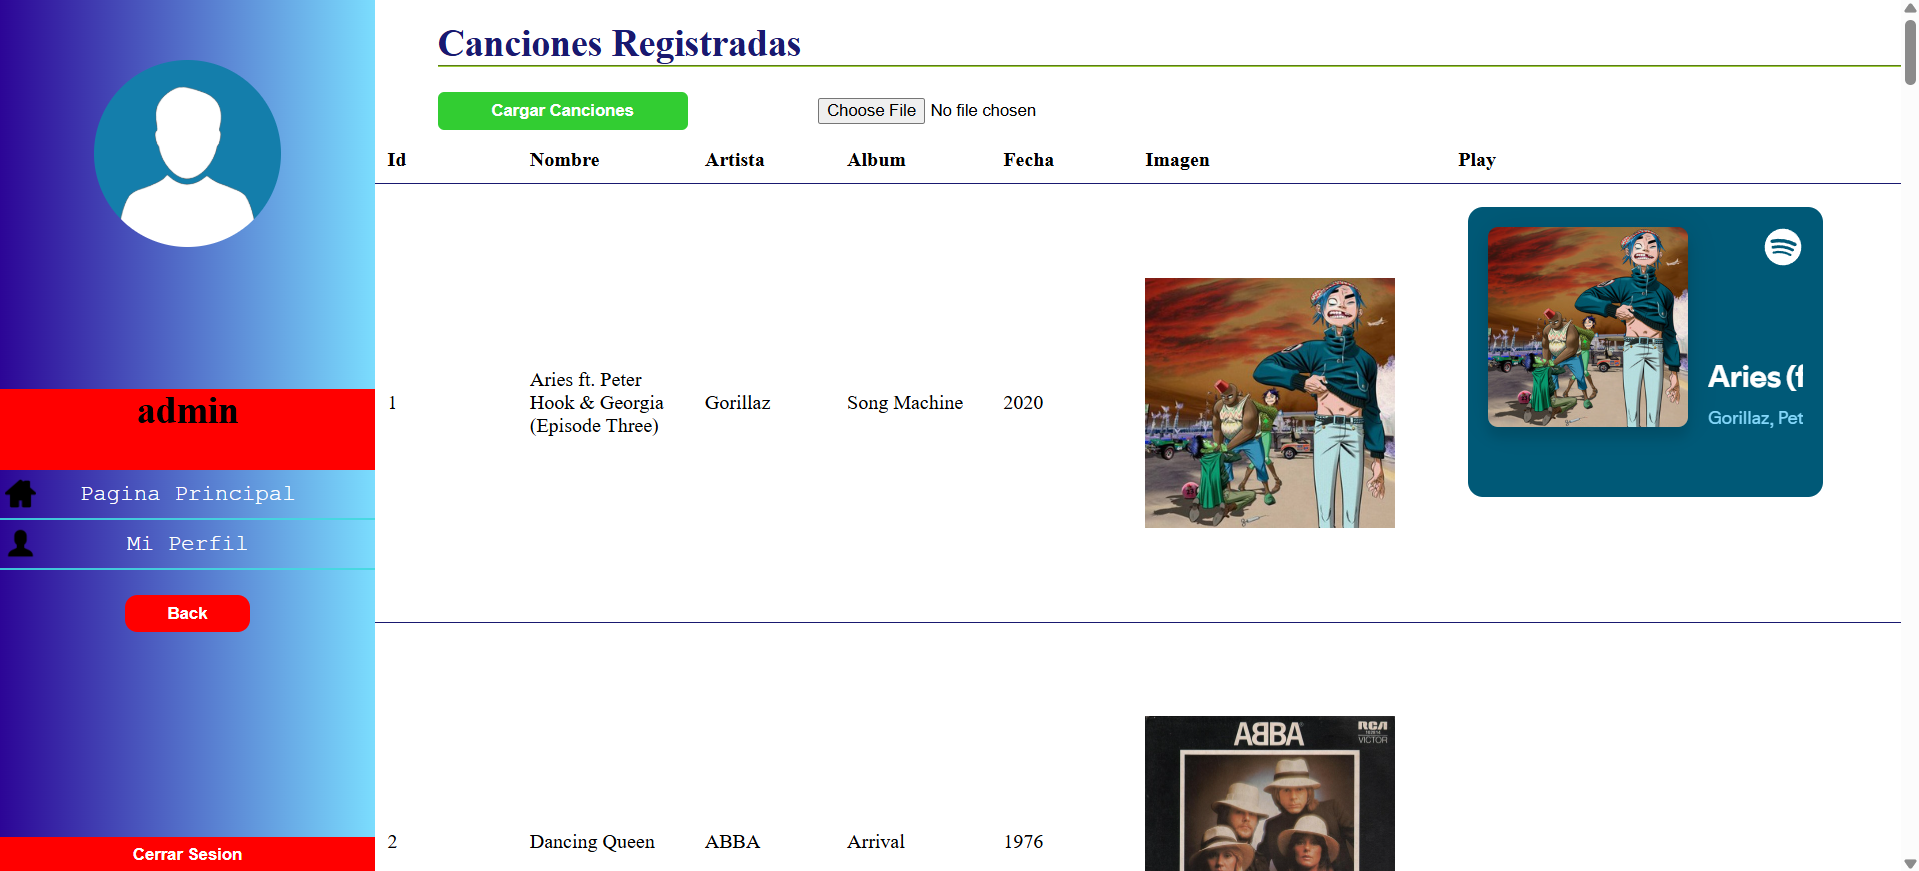 Canciones Registradas
Cargar Canciones
Choose File No file chosen
Id Nombre Artista Album Fecha Imagen Play
admin
Pagina Principal
Mi Perfil
Back
Cerrar Sesion
1 Aries ft. Peter Hook & Georgia (Episode Three) Gorillaz Song Machine 2020
Aries (f
Gorillaz, Pet
ABBA
RCA
VICTOR
2 Dancing Queen ABBA Arrival 1976